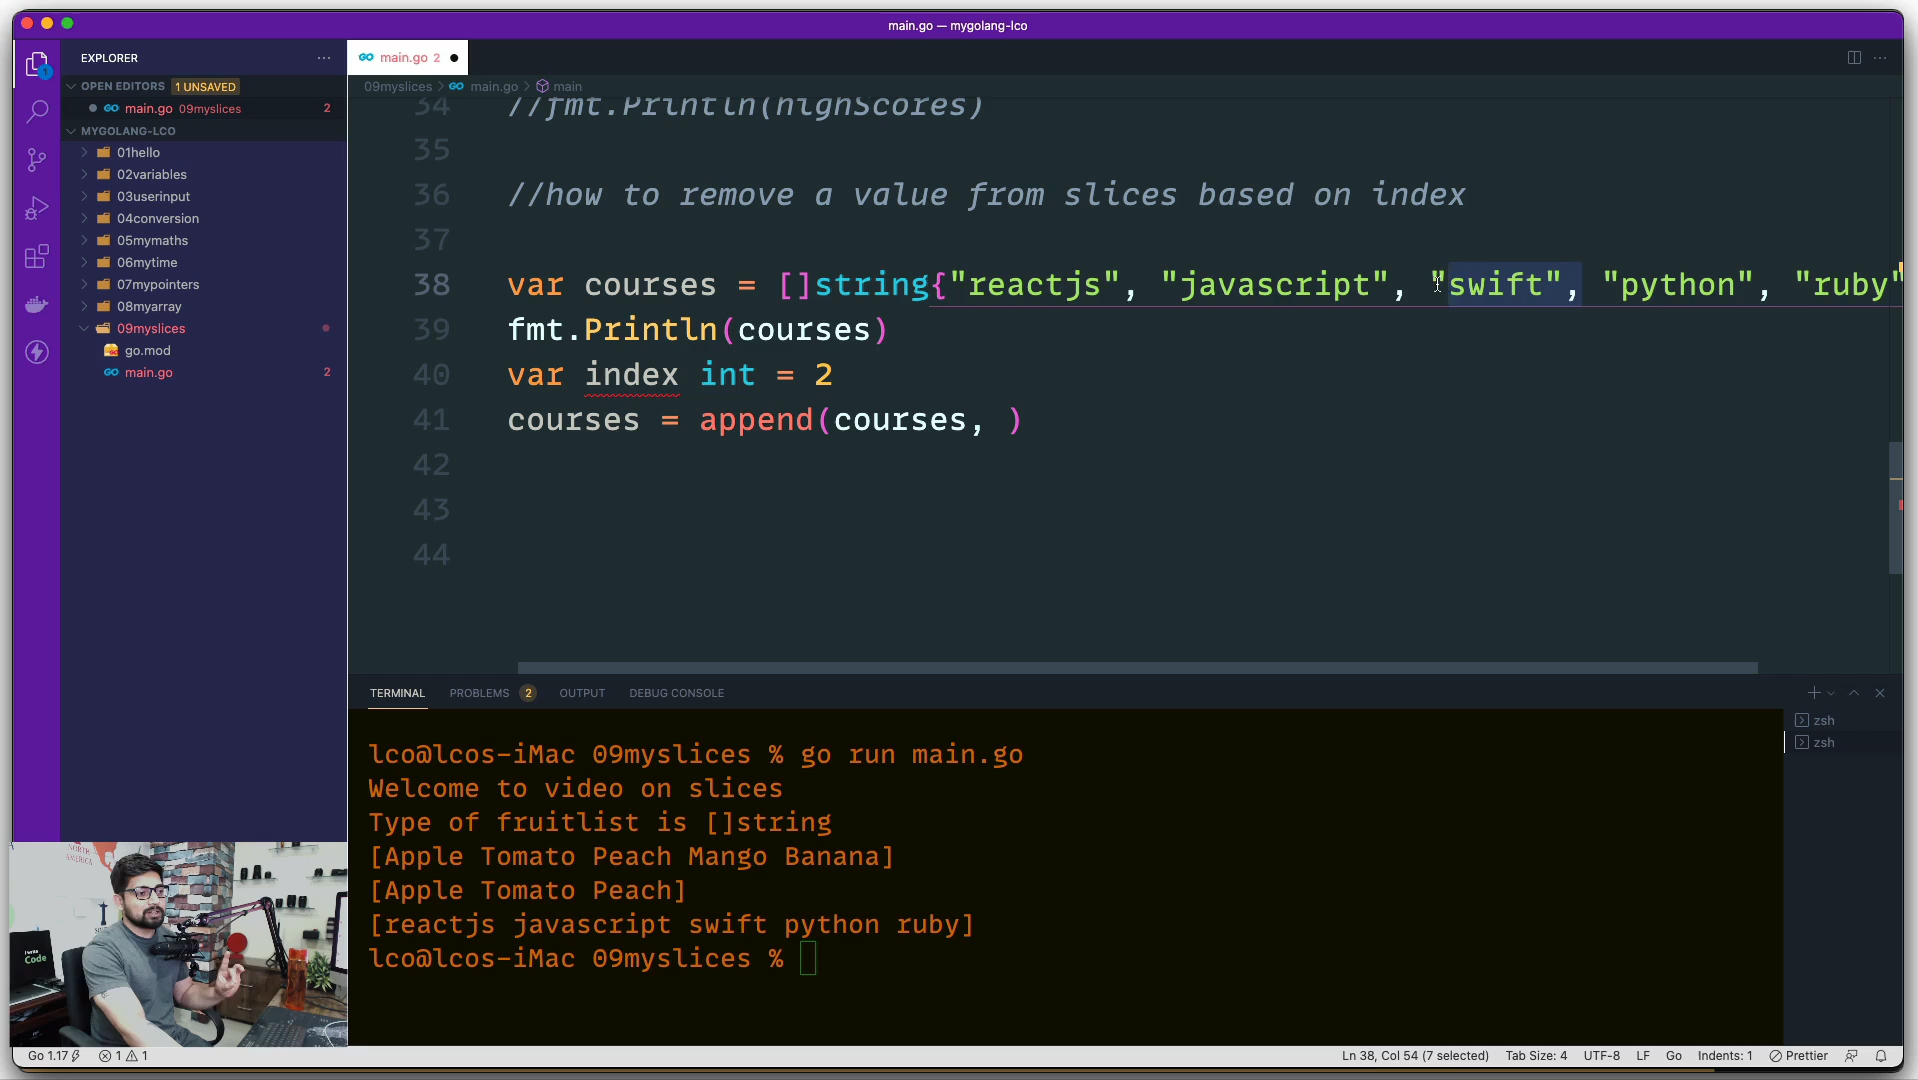 main.go — mygolang-lco
EXPLORER
main.go 2
OPEN EDITORS 1 UNSAVED
main.go 09myslices 2
MYGOLANG-LCO
01hello
02variables
03userinput
04conversion
05mymaths
06mytime
07mypointers
08myarray
09myslices
go.mod
main.go 2
1
09myslices > main.go > main
34 //fmt.Println(highScores)
35
36 //how to remove a value from slices based on index
37
38 var courses = []string{"reactjs", "javascript", "swift", "python", "ruby"
39 fmt.Println(courses)
40 var index int = 2
41 courses = append(courses, )
42
43
44
TERMINAL PROBLEMS 2 OUTPUT DEBUG CONSOLE
zsh
zsh
lco@lcos-iMac 09myslices % go run main.go
Welcome to video on slices
Type of fruitlist is []string
[Apple Tomato Peach Mango Banana]
[Apple Tomato Peach]
[reactjs javascript swift python ruby]
lco@lcos-iMac 09myslices %
NORTH
AMERICA
Code
Go 1.17 1 1 Ln 38, Col 54 (7 selected) Tab Size: 4 UTF-8 LF Go Indents: 1 Prettier